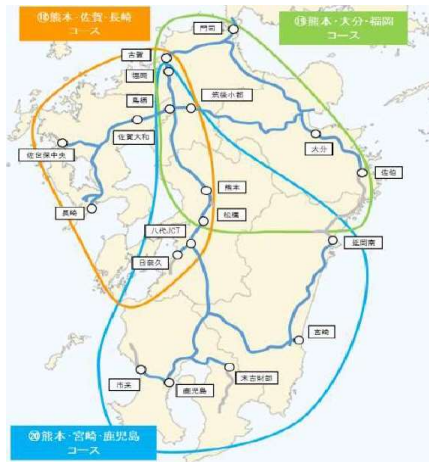 ⑱熊本・佐賀・長崎
コース
門司
⑲熊本・大分・福岡
コース
古賀
福岡
鳥栖
筑後小郡
佐賀大和
大分
佐世保中央
佐伯
熊本
長崎
松橋
八代JCT
延岡南
日奈久
宮崎
市来
末吉財部
鹿児島
⑳熊本・宮崎・鹿児島
コース